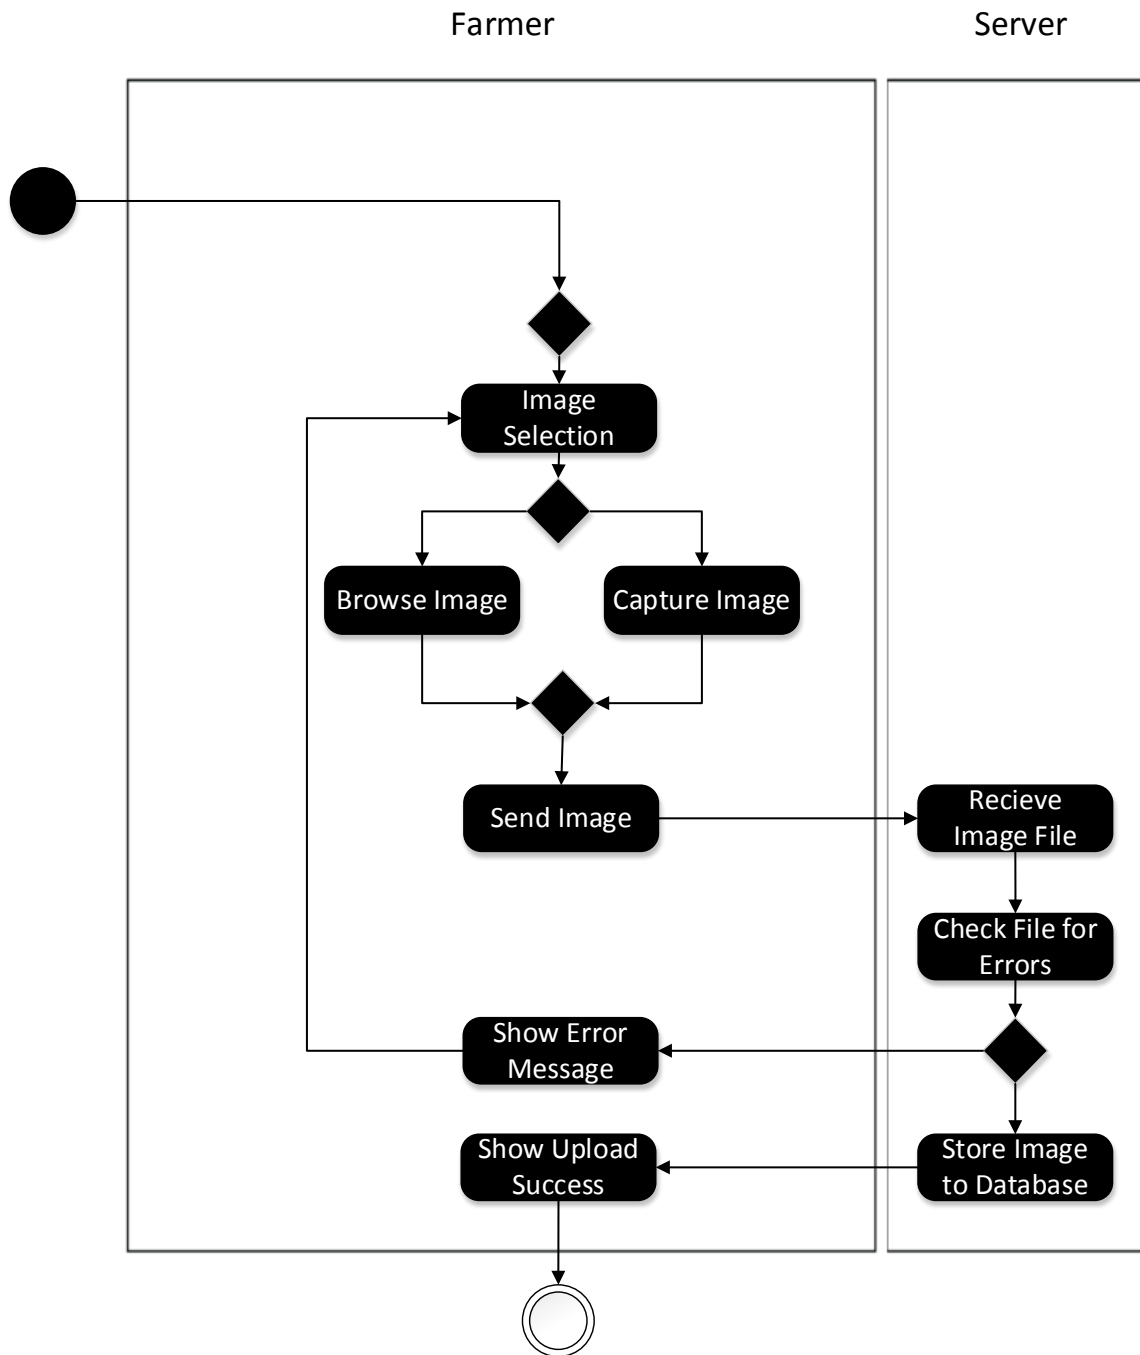 Farmer
Server
Image
Selection
Browse Image
Capture Image
Send Image
Recieve
Image File
Check File for
Errors
Show Error
Message
Show Upload
Success
Store Image
to Database